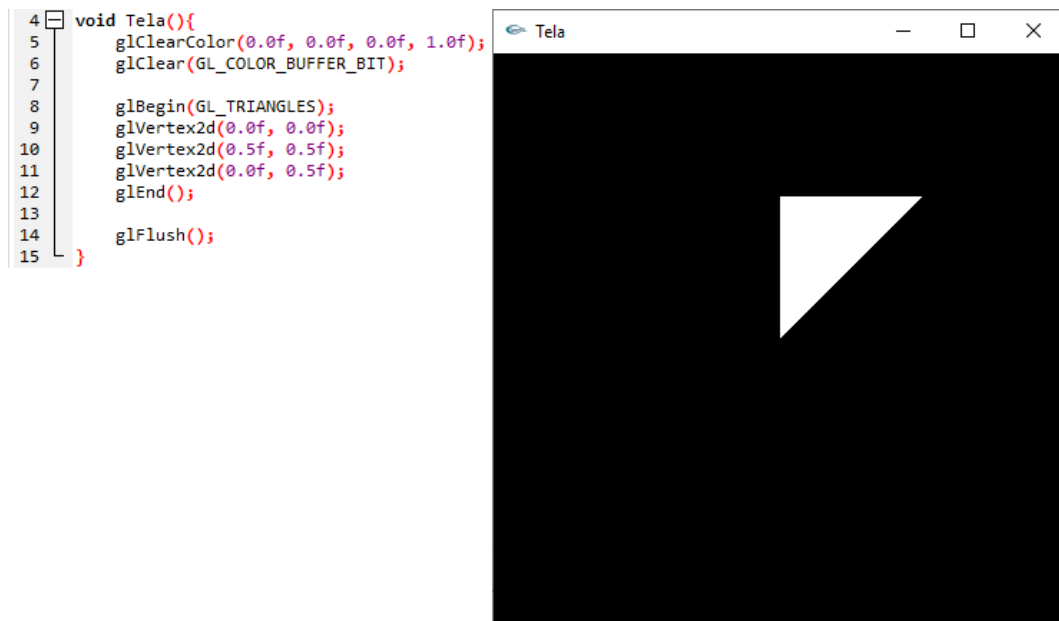 4 void Tela(){
5 glClearColor(0.0f, 0.0f, 0.0f, 1.0f);
6 glClear(GL_COLOR_BUFFER_BIT);
7
8 glBegin(GL_TRIANGLES);
9 glVertex2d(0.0f, 0.0f);
10 glVertex2d(0.5f, 0.5f);
11 glVertex2d(0.0f, 0.5f);
12 glEnd();
13
14 glFlush();
15 }
Tela